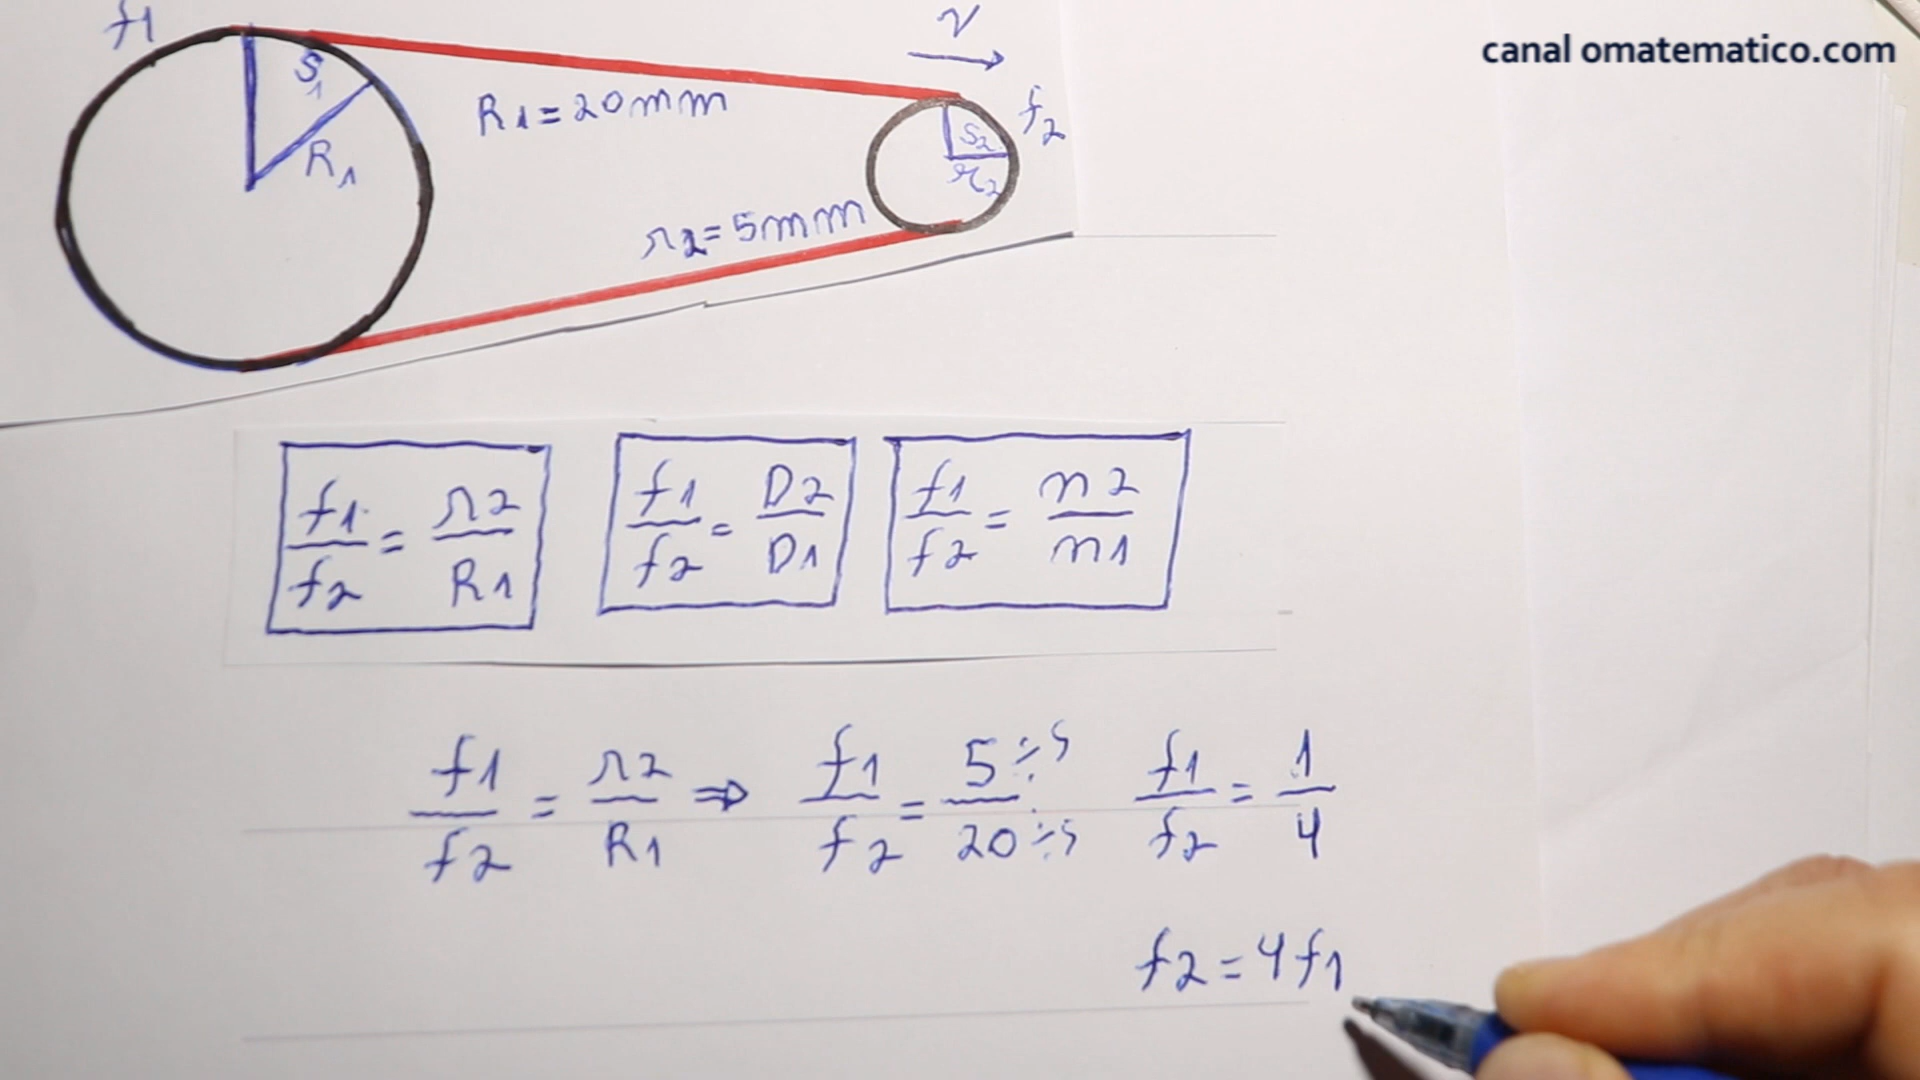 canal omatematico.com
f1
v
S1
R1
R1=20mm
f2
S2
r2
r2=5mm
f1/f2 = r2/R1
f1/f2 = D2/D1
f1/f2 = n2/n1
f1/f2 = r2/R1 ⇒ f1/f2 = 5÷5/20÷5 f1/f2 = 1/4
f2=4f1